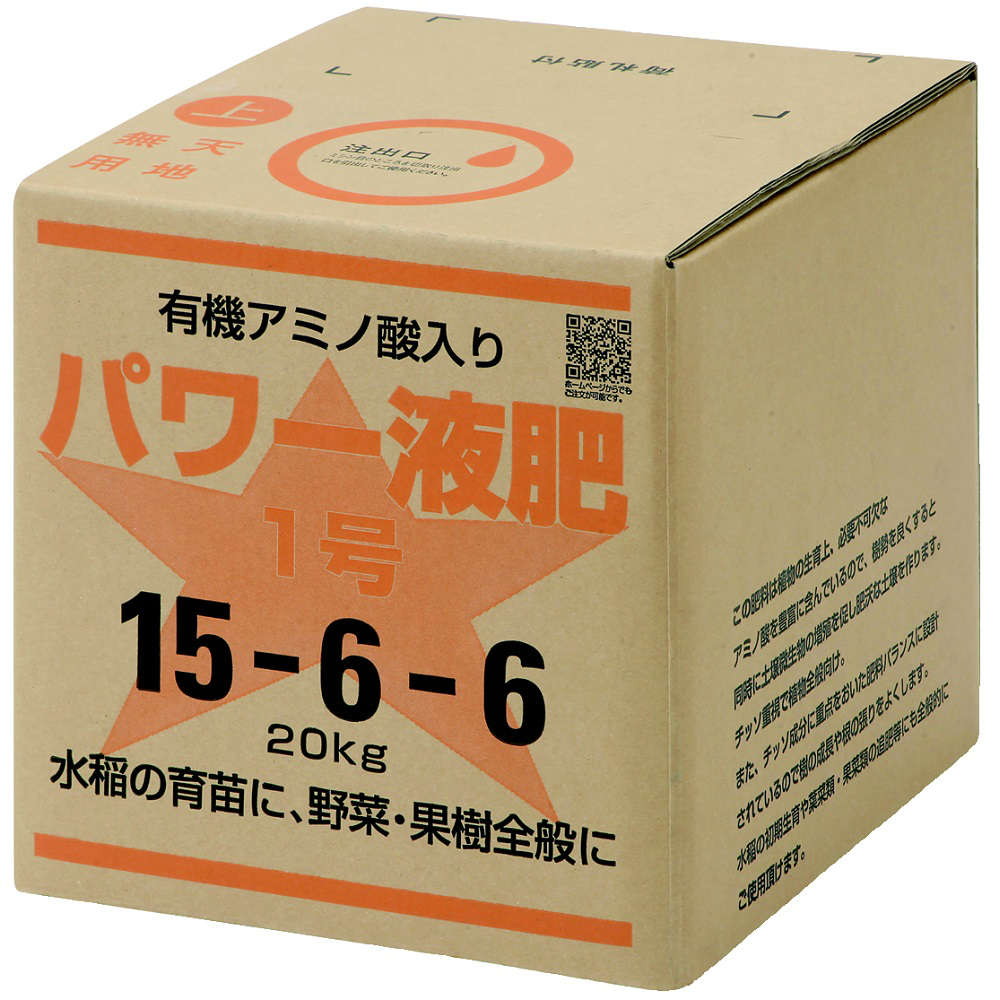 荷札貼付
上
天地
無用
注出口
有機アミノ酸入り
ホームページからでも
ご注文が可能です。
パワー液肥
1号
15-6-6
20kg
水稲の育苗に、野菜・果樹全般に
この肥料は植物の生育上、必要不可欠な
アミノ酸を豊富に含んでいるので、樹勢を良くすると
同時に土壌微生物の増殖を促し肥沃な土壌を作ります。
チッソ重視で植物全般向け。
また、チッソ成分に重点をおいた肥料バランスに設計
されているので樹の成長や根の張りをよくします。
水稲の初期生育や葉菜類・果菜類の追肥等にも全般的に
ご使用頂けます。